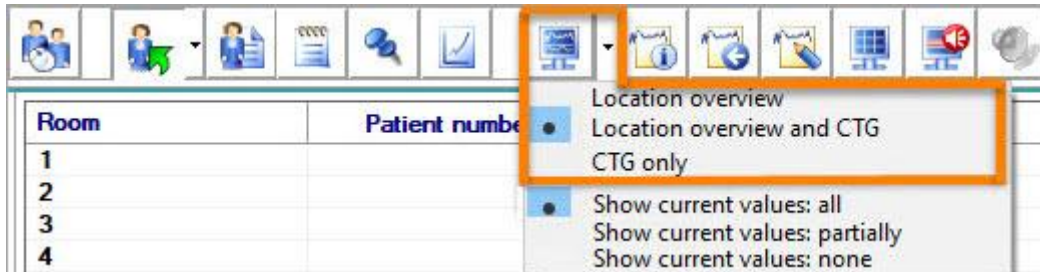 Room Patient numbe
1
2
3
4
Location overview
Location overview and CTG
CTG only
Show current values: all
Show current values: partially
Show current values: none